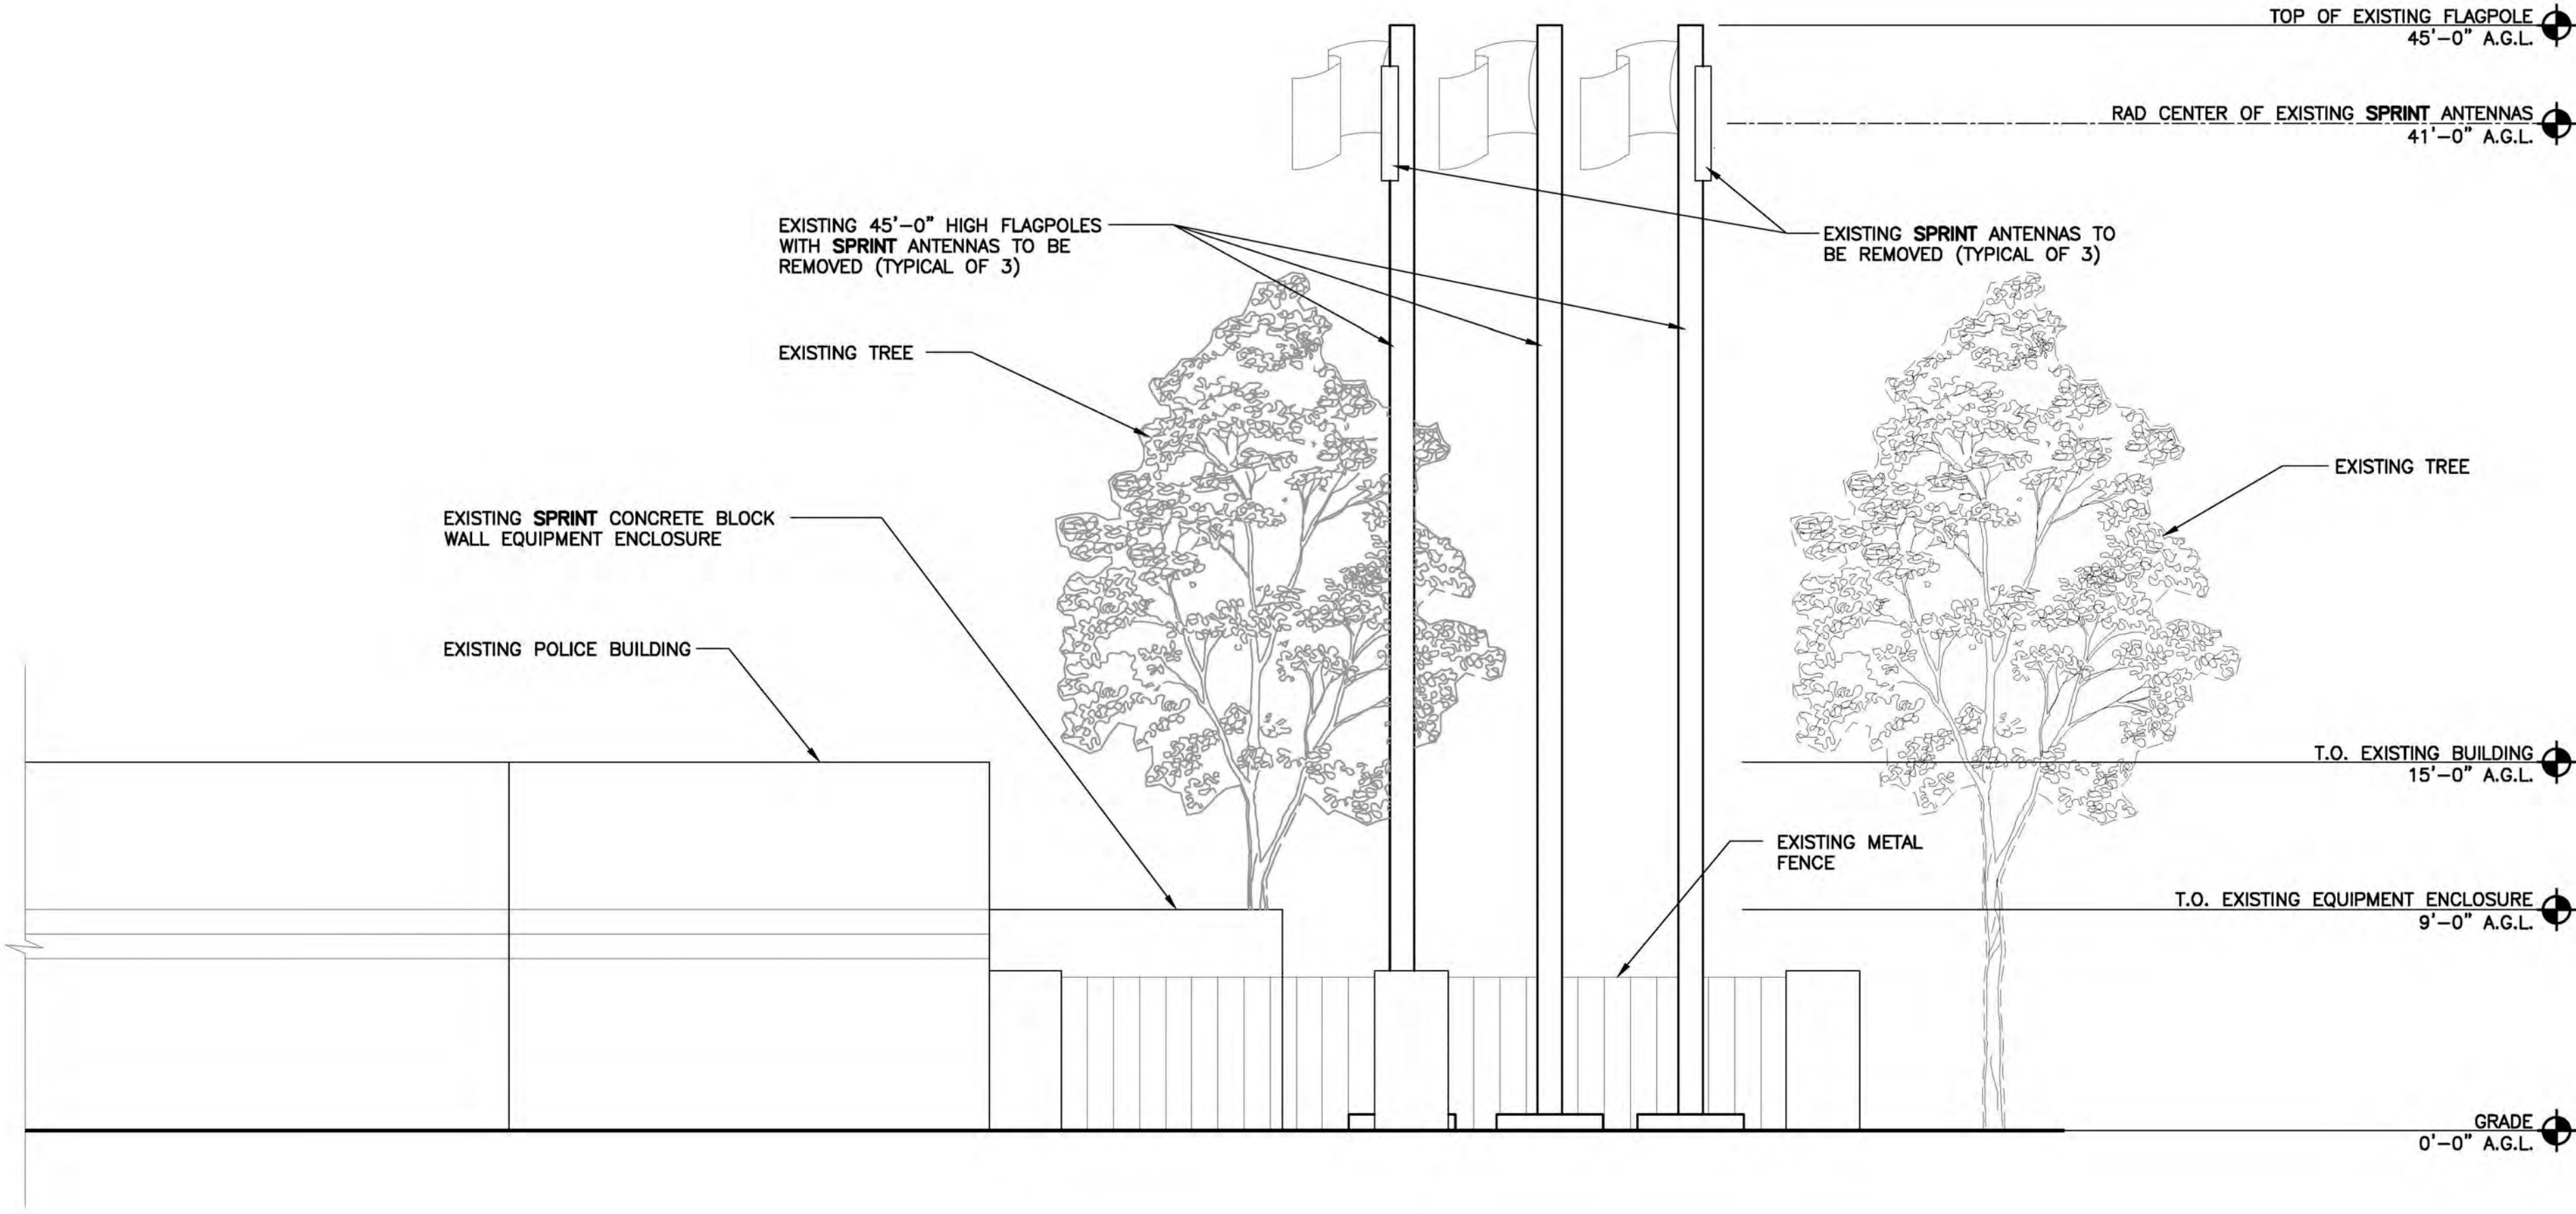 TOP OF EXISTING FLAGPOLE
45'-0" A.G.L.
RAD CENTER OF EXISTING SPRINT ANTENNAS
41'-0" A.G.L.
EXISTING 45'-0" HIGH FLAGPOLES
WITH SPRINT ANTENNAS TO BE
REMOVED (TYPICAL OF 3)
EXISTING SPRINT ANTENNAS TO
BE REMOVED (TYPICAL OF 3)
EXISTING TREE
EXISTING TREE
EXISTING SPRINT CONCRETE BLOCK
WALL EQUIPMENT ENCLOSURE
EXISTING POLICE BUILDING
T.O. EXISTING BUILDING
15'-0" A.G.L.
EXISTING METAL
FENCE
T.O. EXISTING EQUIPMENT ENCLOSURE
9'-0" A.G.L.
GRADE
0'-0" A.G.L.